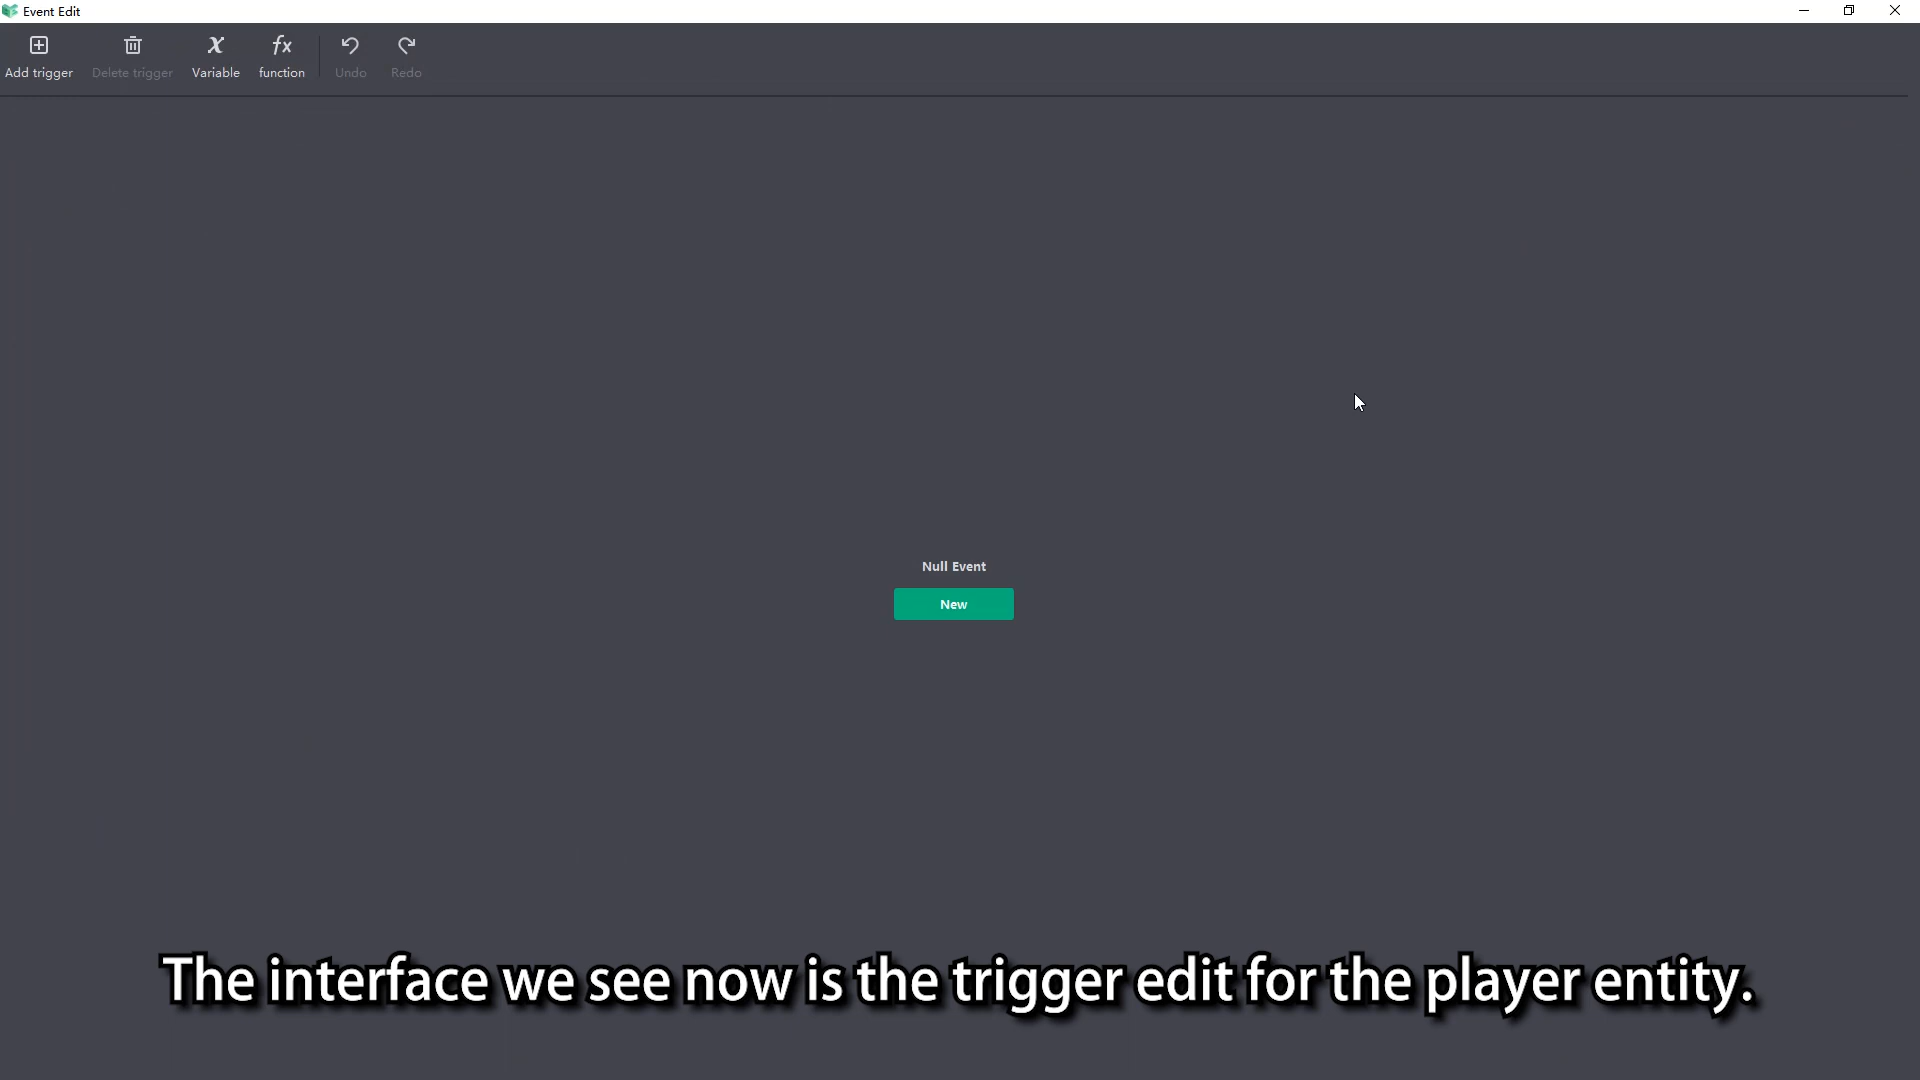 Event Edit
Add trigger Delete trigger Variable function Undo Redo
Null Event
New
The interface we see now is the trigger edit for the player entity.